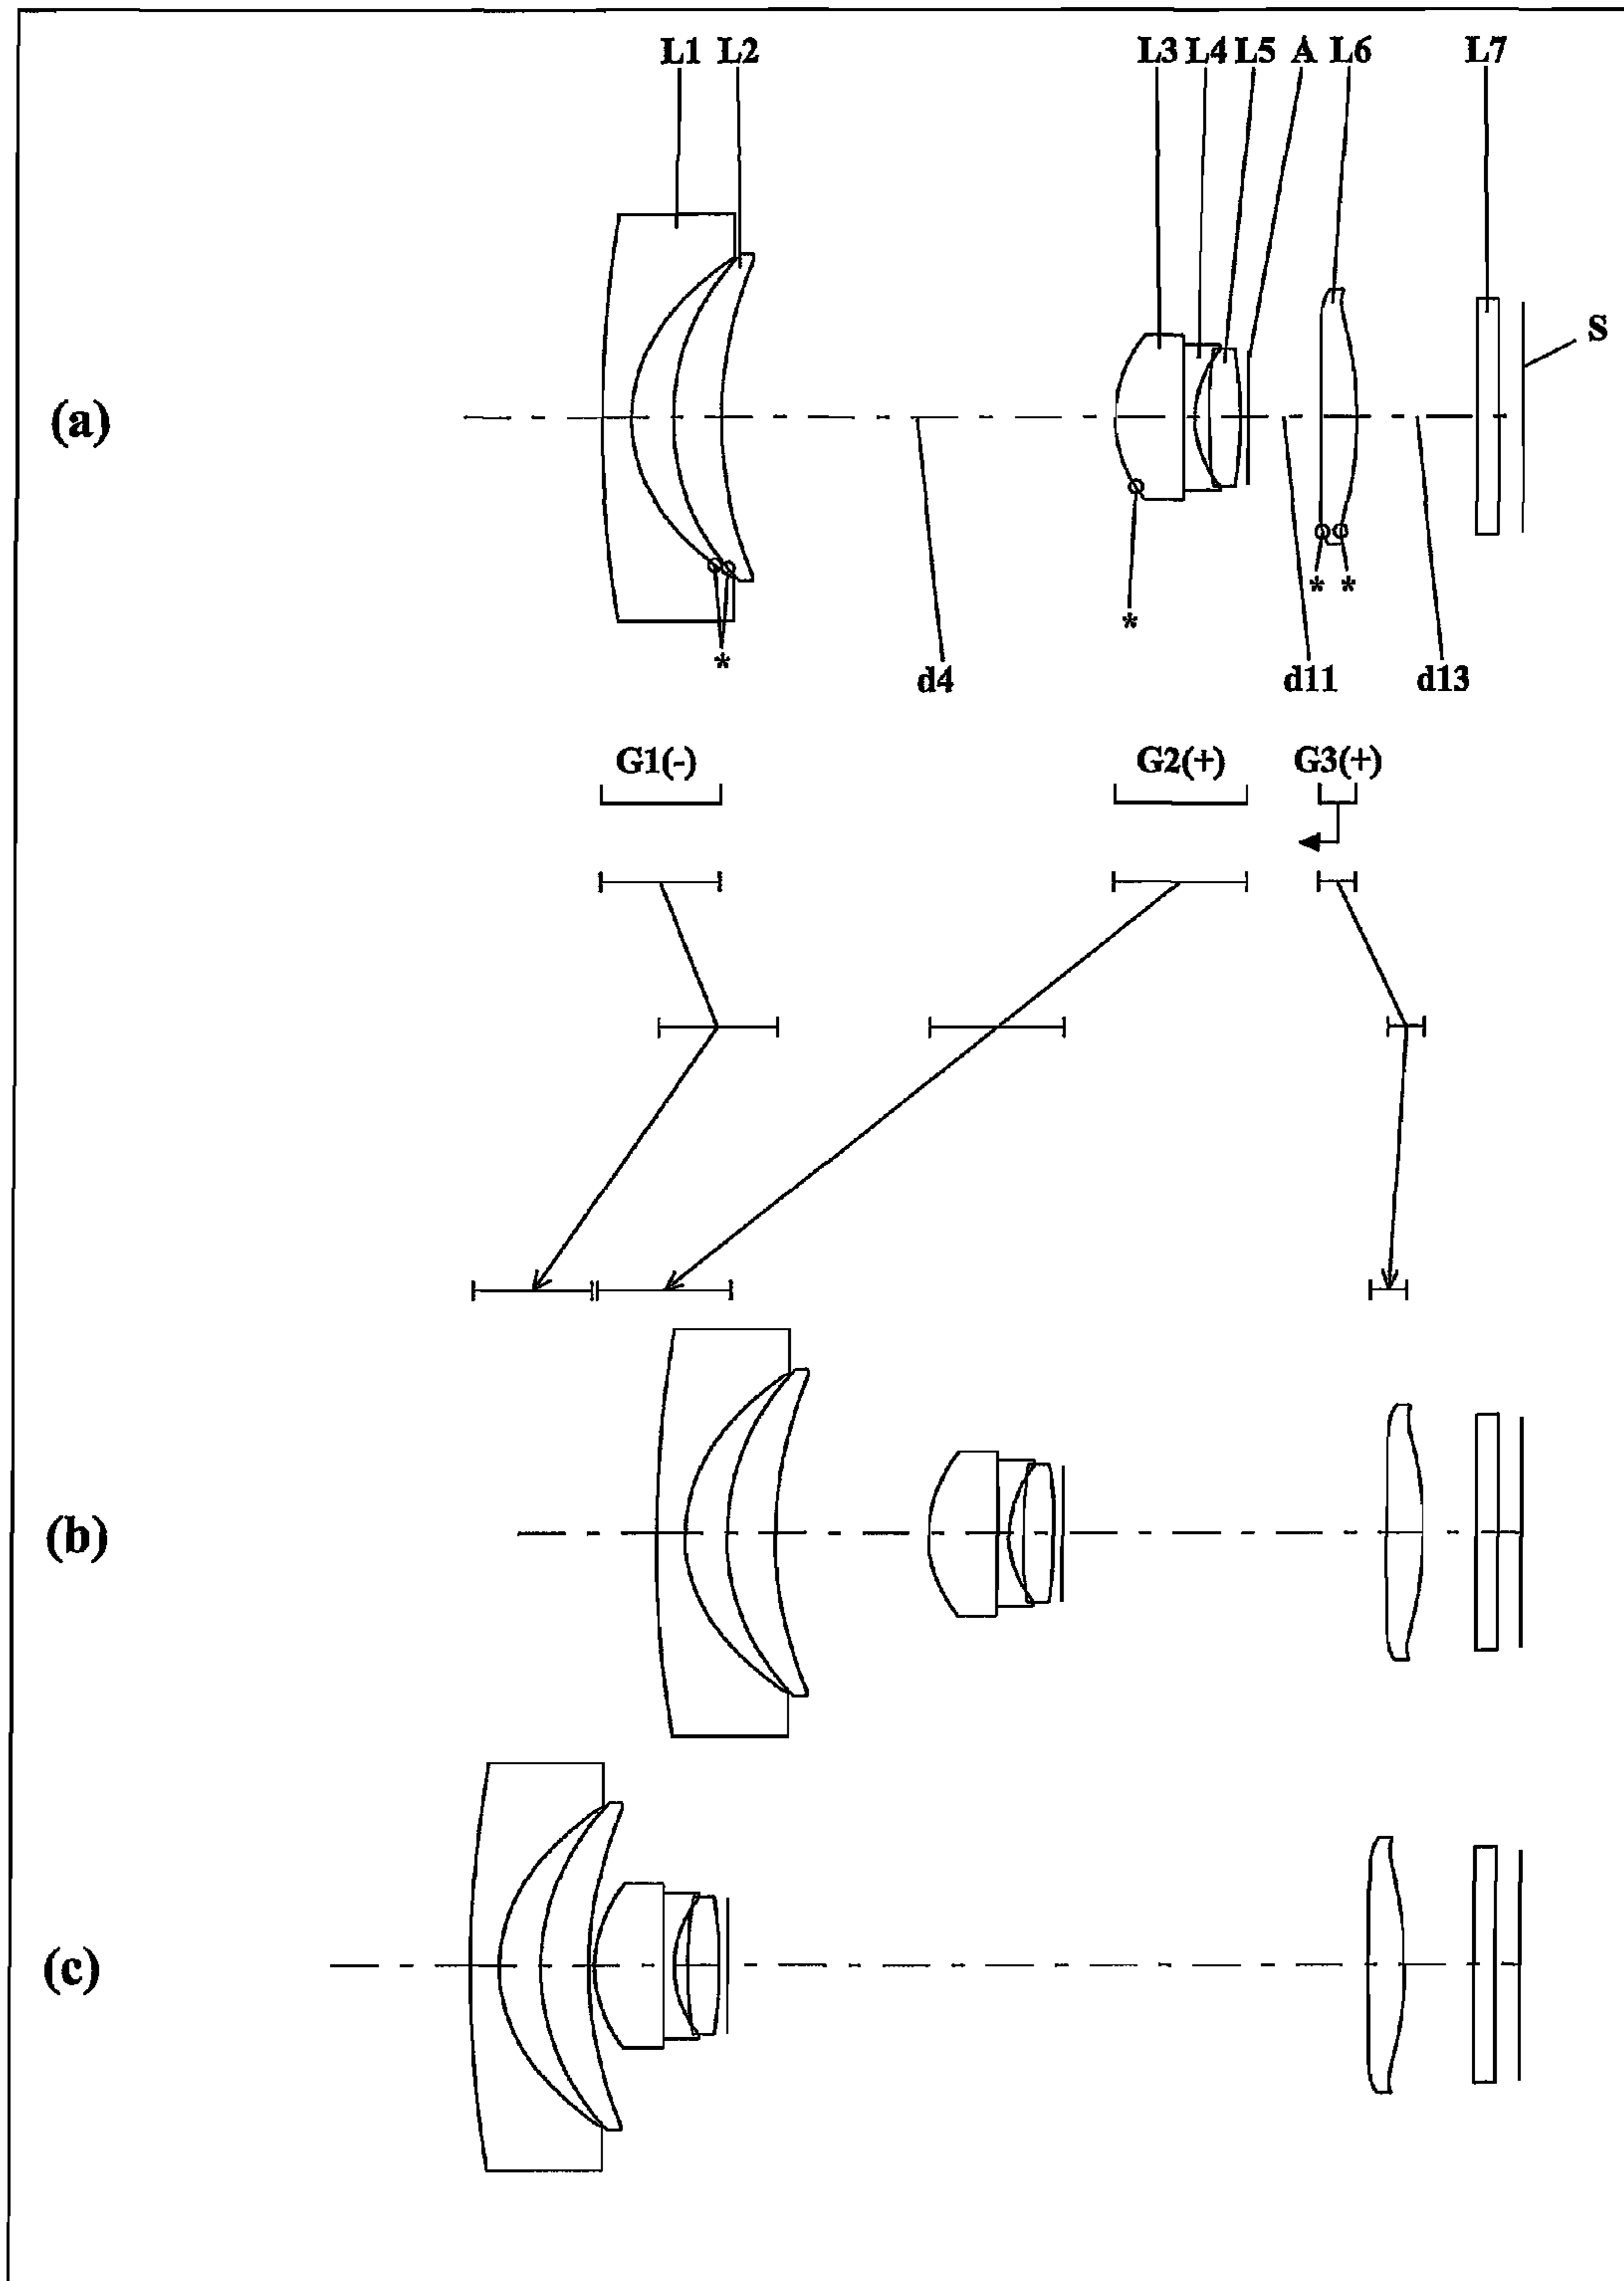 L1 L2 L3 L4 L5 A L6 L7
S
(a)
* * *
*
*
d4 d11 d13
G1(-) G2(+) G3(+)
(b)
(c)